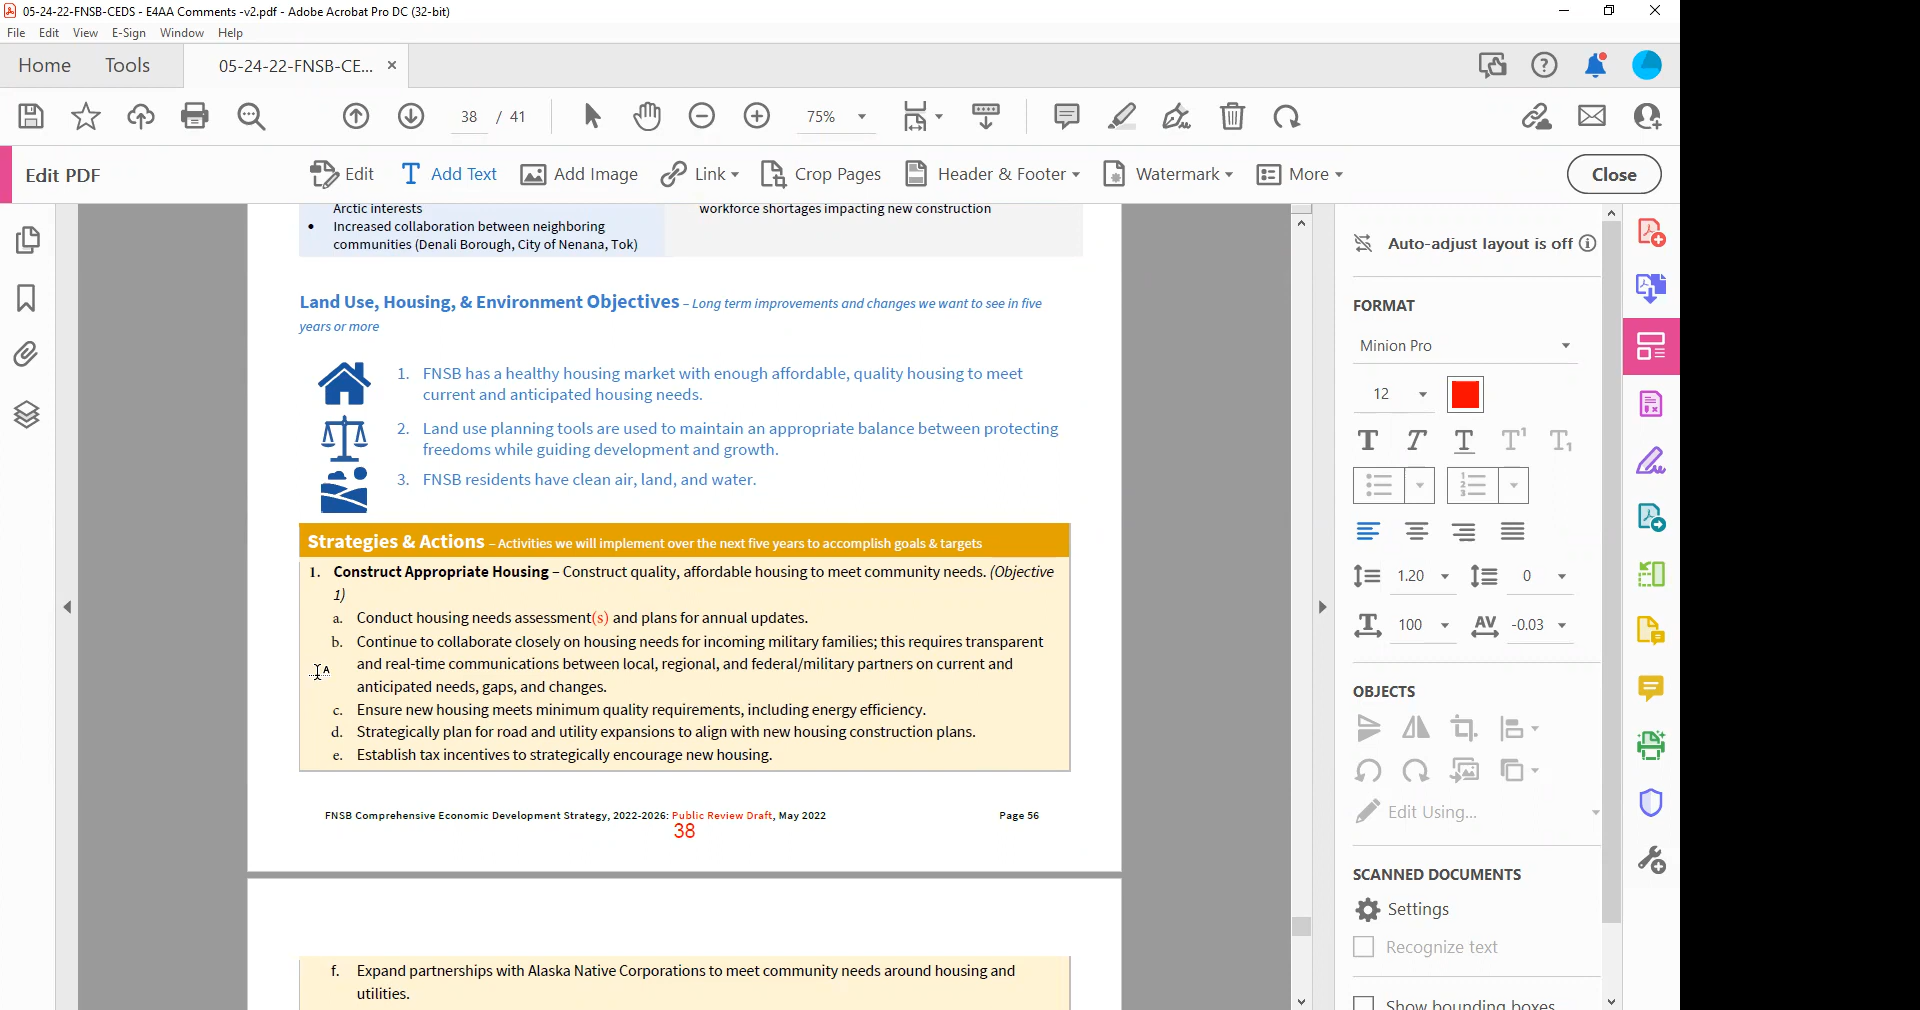 05-24-22-FNSB-CEDS - E4AA Comments -v2.pdf - Adobe Acrobat Pro DC (32-bit)
File Edit View E-Sign Window Help
Home Tools 05-24-22-FNSB-CE... ×
38 / 41 75%
Edit PDF Edit Add Text Add Image Link Crop Pages Header & Footer Watermark More Close
Arctic interests
• Increased collaboration between neighboring
communities (Denali Borough, City of Nenana, Tok)
workforce shortages impacting new construction
Land Use, Housing, & Environment Objectives – Long term improvements and changes we want to see in five
years or more
1. FNSB has a healthy housing market with enough affordable, quality housing to meet
current and anticipated housing needs.
2. Land use planning tools are used to maintain an appropriate balance between protecting
freedoms while guiding development and growth.
3. FNSB residents have clean air, land, and water.
Strategies & Actions – Activities we will implement over the next five years to accomplish goals & targets
1. Construct Appropriate Housing – Construct quality, affordable housing to meet community needs. (Objective
1)
a. Conduct housing needs assessment(s) and plans for annual updates.
b. Continue to collaborate closely on housing needs for incoming military families; this requires transparent
and real-time communications between local, regional, and federal/military partners on current and
anticipated needs, gaps, and changes.
c. Ensure new housing meets minimum quality requirements, including energy efficiency.
d. Strategically plan for road and utility expansions to align with new housing construction plans.
e. Establish tax incentives to strategically encourage new housing.
FNSB Comprehensive Economic Development Strategy, 2022-2026: Public Review Draft, May 2022 Page 56
38
f. Expand partnerships with Alaska Native Corporations to meet community needs around housing and
utilities.
Auto-adjust layout is off
FORMAT
Minion Pro
12
T T T T¹ T₁
1.20 0
100 AV -0.03
OBJECTS
Edit Using...
SCANNED DOCUMENTS
Settings
Recognize text
Show bounding boxes